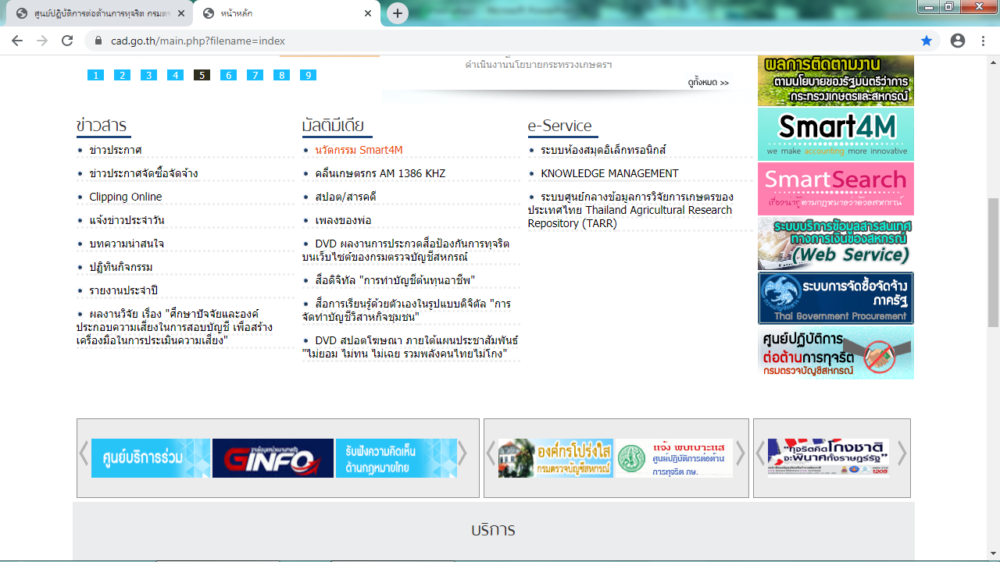 ศูนย์ปฏิบัติการต่อต้านการทุจริต กรมตร
หน้าหลัก
cad.go.th/main.php?filename=index
1 2 3 4 5 6 7 8 9
ดำเนินงานนโยบายกระทรวงเกษตรฯ
ดูทั้งหมด >>
ข่าวสาร
ข่าวประกาศ
ข่าวประกาศจัดซื้อจัดจ้าง
Clipping Online
แจ้งข่าวประจำวัน
บทความน่าสนใจ
ปฏิทินกิจกรรม
รายงานประจำปี
ผลงานวิจัย เรื่อง "ศึกษาปัจจัยและองค์
ประกอบความเสี่ยงในการสอบบัญชี เพื่อสร้าง
เครื่องมือในการประเมินความเสี่ยง"
มัลติมีเดีย
นวัตกรรม Smart4M
คลื่นเกษตรกร AM 1386 KHZ
สปอต/สารคดี
เพลงของพ่อ
DVD ผลงานการประกวดสื่อป้องกันการทุจริต
บนเว็บไซต์ของกรมตรวจบัญชีสหกรณ์
สื่อดิจิทัล "การทำบัญชีต้นทุนอาชีพ"
สื่อการเรียนรู้ด้วยตัวเองในรูปแบบดิจิตัล "การ
จัดทำบัญชีวิสาหกิจชุมชน"
DVD สปอตโฆษณา ภายใต้แผนประชาสัมพันธ์
"ไม่ยอม ไม่ทน ไม่เฉย รวมพลังคนไทยไม่โกง"
e-Service
ระบบห้องสมุดอิเล็กทรอนิกส์
KNOWLEDGE MANAGEMENT
ระบบศูนย์กลางข้อมูลการวิจัยการเกษตรของ
ประเทศไทย Thailand Agricultural Research
Repository (TARR)
ผลการติดตามงาน
ตามนโยบายของรัฐมนตรีว่าการ
กระทรวงเกษตรและสหกรณ์
Smart4M
we make accounting more innovative
SmartSearch
เรื่องน่ารู้ตามกฎหมายว่าด้วยสหกรณ์
ระบบบริการข้อมูลสารสนเทศ
ทางการเงินของสหกรณ์
(Web Service)
ระบบการจัดซื้อจัดจ้าง
ภาครัฐ
Thai Government Procurement
ศูนย์ปฏิบัติการ
ต่อต้านการทุจริต
กรมตรวจบัญชีสหกรณ์
ศูนย์บริการร่วม
GINFO
รับฟังความคิดเห็น
ด้านกฎหมายไทย
องค์กรโปร่งใส
กรมตรวจบัญชีสหกรณ์
แจ้ง พบเบาะแส
ศูนย์ปฏิบัติการต่อต้าน
การทุจริต กษ.
"ทุจริตคิดโกงชาติ
จะพินาศทั้งราษฎร์รัฐ"
1205
บริการ